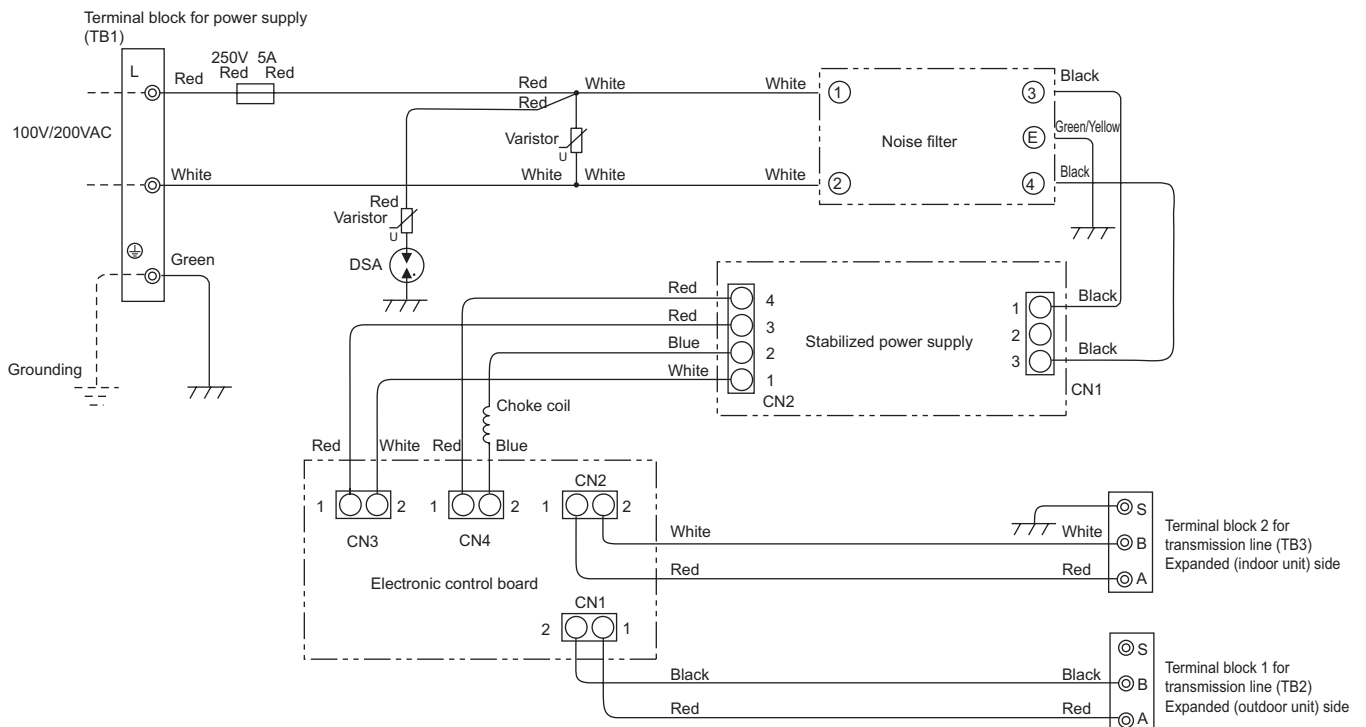 Terminal block for power supply
(TB1)
L
Red
250V 5A
Red Red
Red
White
White
Red
100V/200VAC
Varistor
U
White
White
White
White
1
2
Noise filter
3
E
4
Black
Green/Yellow
Black
Red
Varistor
U
DSA
Green
Grounding
Red
4
Red
3
Blue
2
White
1
CN2
Stabilized power supply
1
2
3
Black
Black
CN1
Choke coil
Red
White
Red
Blue
1
2
CN3
1
2
CN4
CN2
1
2
Electronic control board
CN1
2
1
White
White
Red
Red
S
B
A
Terminal block 2 for
transmission line (TB3)
Expanded (indoor unit) side
Black
Black
Red
Red
S
B
A
Terminal block 1 for
transmission line (TB2)
Expanded (outdoor unit) side